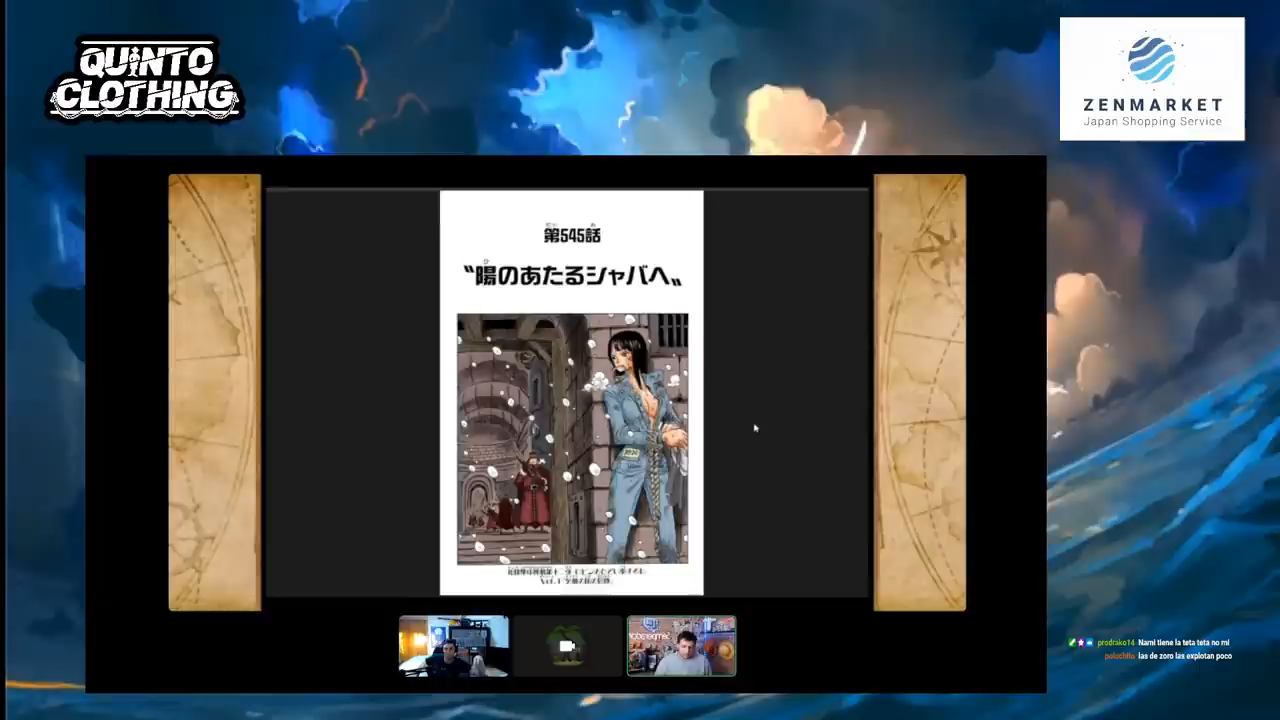 QUINTO
CLOTHING
ZENMARKET
Japan Shopping Service
第545話
〝陽のあたるシャバへ〟
prodrako14 Nami tiene la teta teta no mi
las de zoro las explotan poco